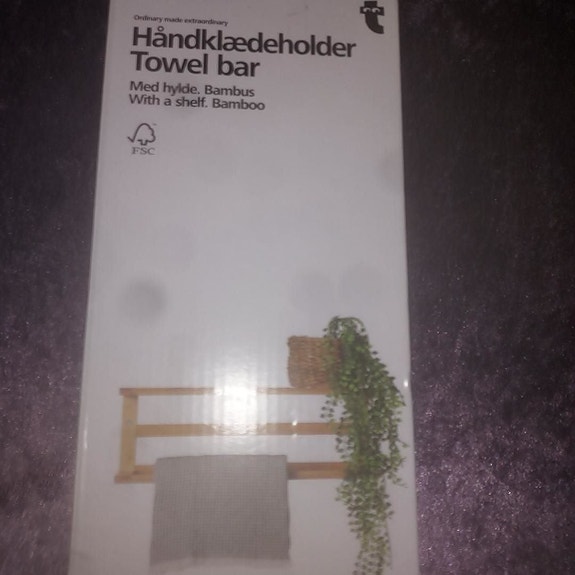 Ordinary made extraordinary
Håndklædeholder
Towel bar
Med hylde. Bambus
With a shelf. Bamboo
FSC